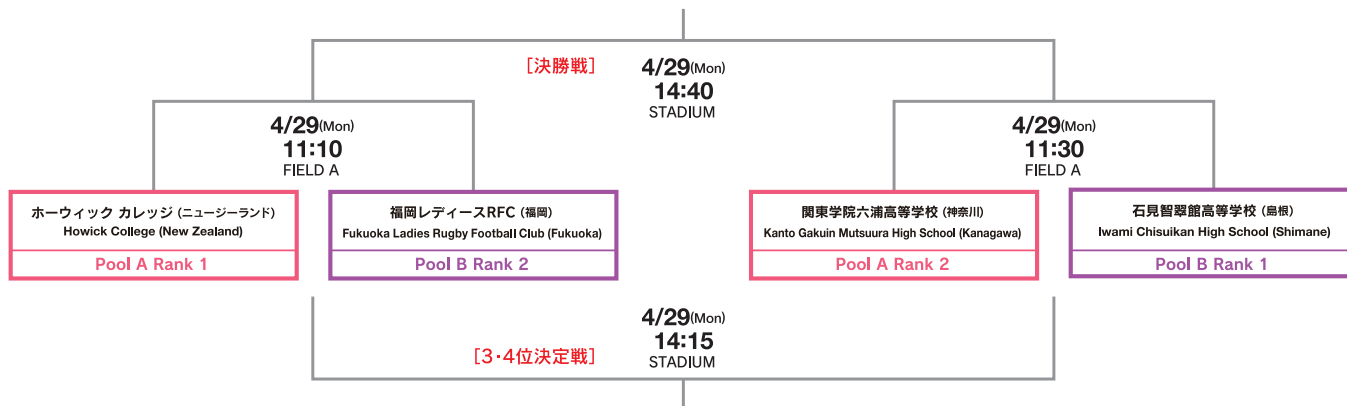 [決勝戦]
4/29(Mon)
14:40
STADIUM
4/29(Mon)
11:10
FIELD A
4/29(Mon)
11:30
FIELD A
ホーウィック カレッジ (ニュージーランド)
Howick College (New Zealand)
Pool A Rank 1
福岡レディースRFC (福岡)
Fukuoka Ladies Rugby Football Club (Fukuoka)
Pool B Rank 2
関東学院六浦高等学校 (神奈川)
Kanto Gakuin Mutsuura High School (Kanagawa)
Pool A Rank 2
石見智翠館高等学校 (島根)
Iwami Chisuikan High School (Shimane)
Pool B Rank 1
4/29(Mon)
14:15
STADIUM
[3・4位決定戦]